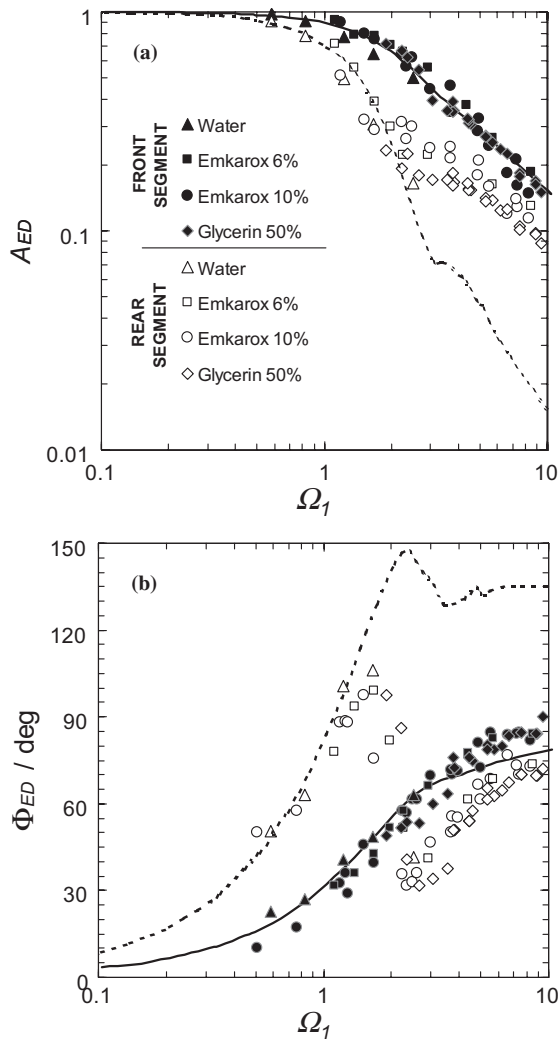 1
(a)
FRONT SEGMENT
▲ Water
■ Emkarox 6%
● Emkarox 10%
◆ Glycerin 50%
REAR SEGMENT
△ Water
□ Emkarox 6%
○ Emkarox 10%
◇ Glycerin 50%
A_ED
0.1
0.01
0.1 1 10
Ω₁
150
(b)
120
90
Φ_ED / deg
60
30
0
0.1 1 10
Ω₁